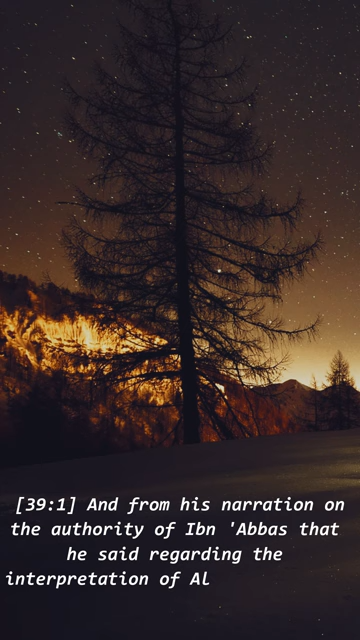 [39:1] And from his narration on
the authority of Ibn 'Abbas that
he said regarding the
interpretation of Al